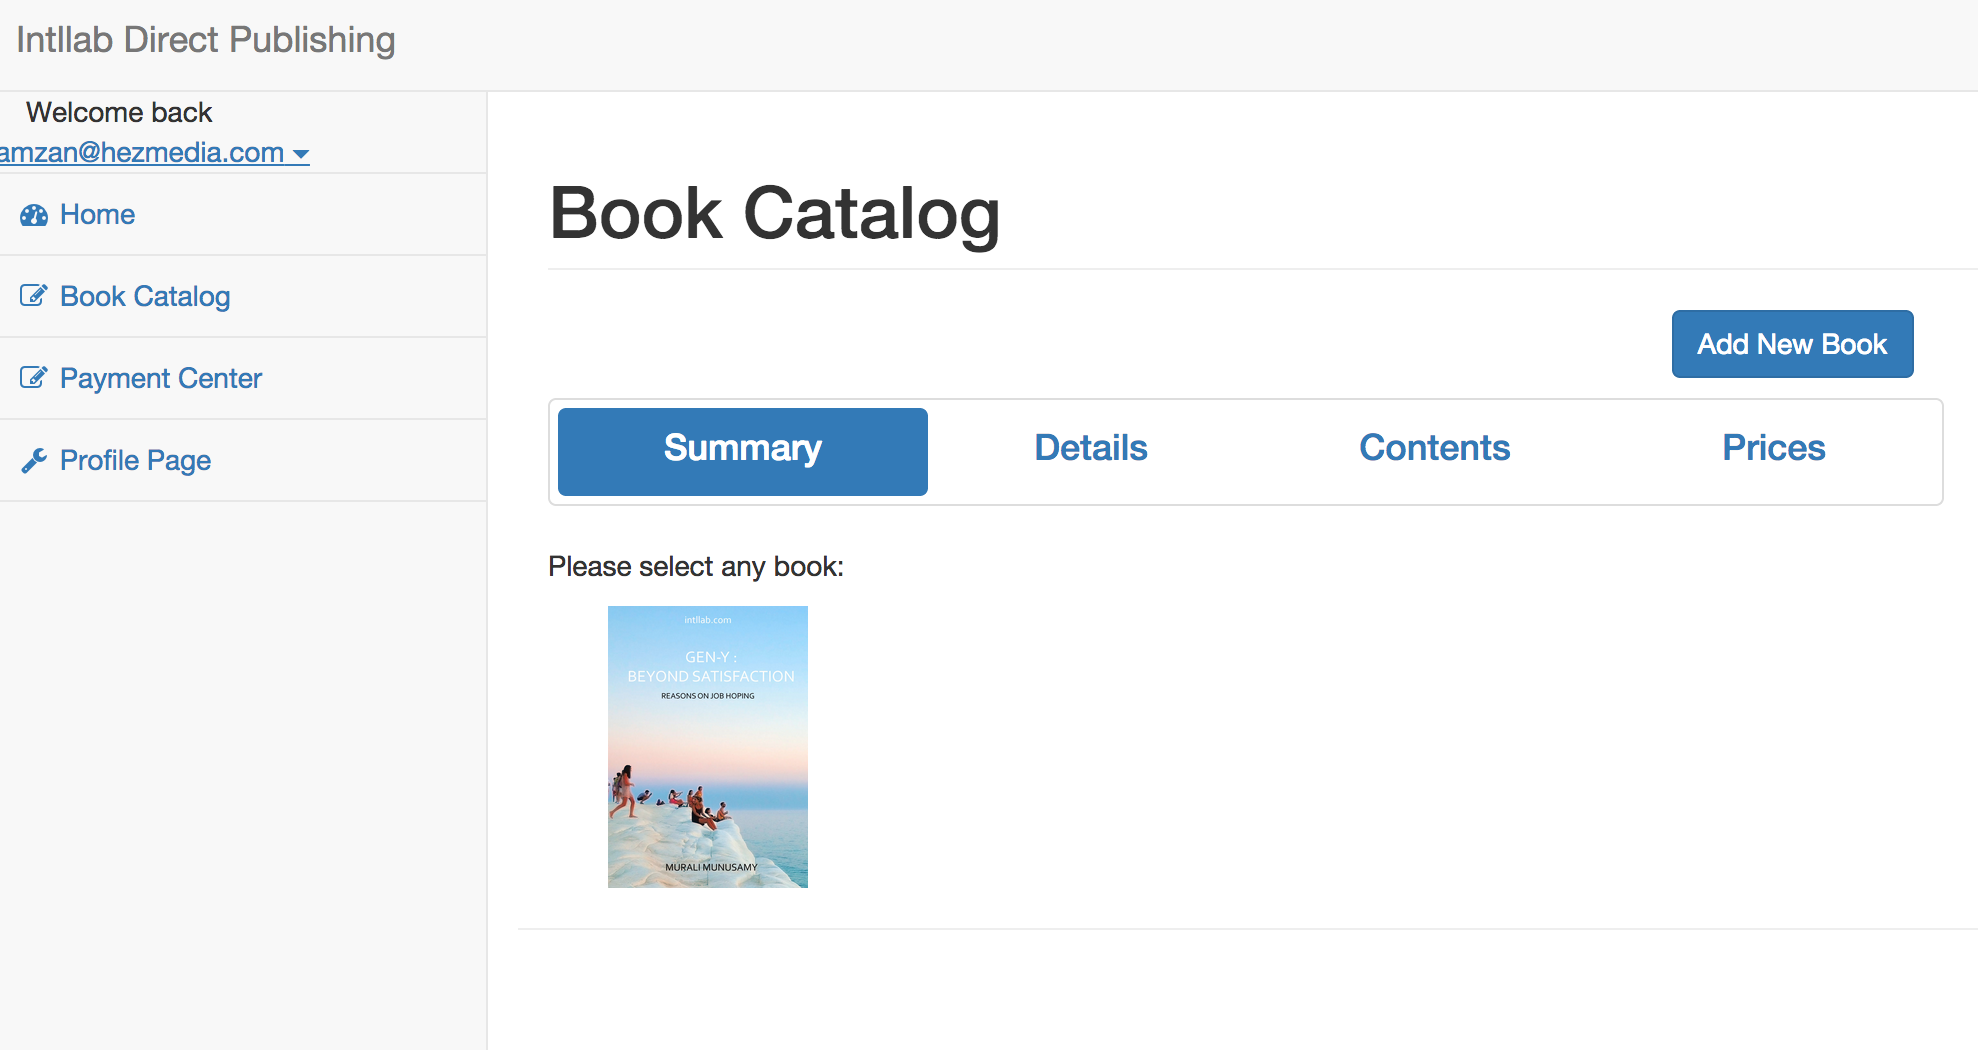 Intllab Direct Publishing
Welcome back
amzan@hezmedia.com
Home
Book Catalog
Payment Center
Profile Page
Book Catalog
Add New Book
Summary Details Contents Prices
Please select any book:
intllab.com
GEN-Y :
BEYOND SATISFACTION
REASONS ON JOB HOPING
MURALI MUNUSAMY